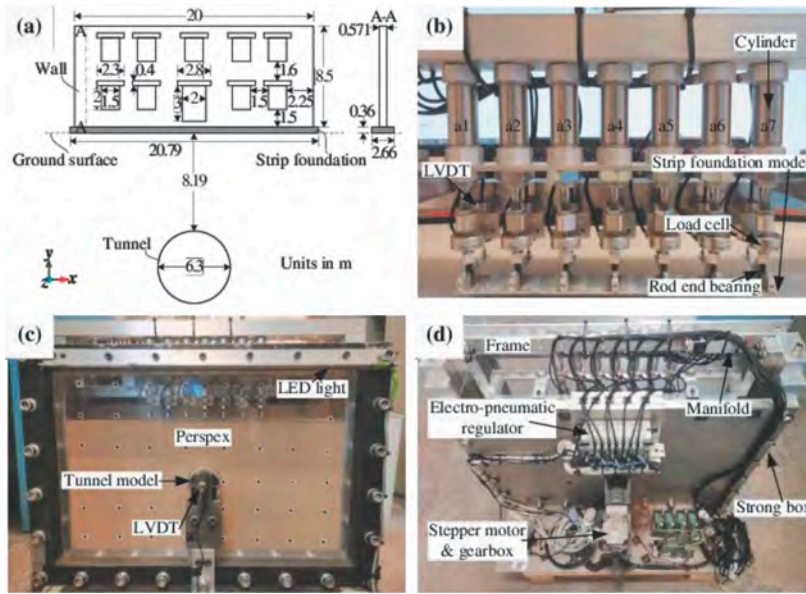 (a)
20
A-A
0.571
A
Wall
2.3
0.4
2.8
1.6
8.5
1.5
2
1.5
2.25
1.5
0.36
A
Ground surface
20.79
Strip foundation
2.66
8.19
Tunnel
6.3
Units in m
y
z
x
(b)
Cylinder
a1
a2
a3
a4
a5
a6
a7
LVDT
Strip foundation model
Load cell
Rod end bearing
(c)
LED light
Perspex
Tunnel model
LVDT
(d)
Frame
Manifold
Electro-pneumatic
regulator
Strong box
Stepper motor
& gearbox